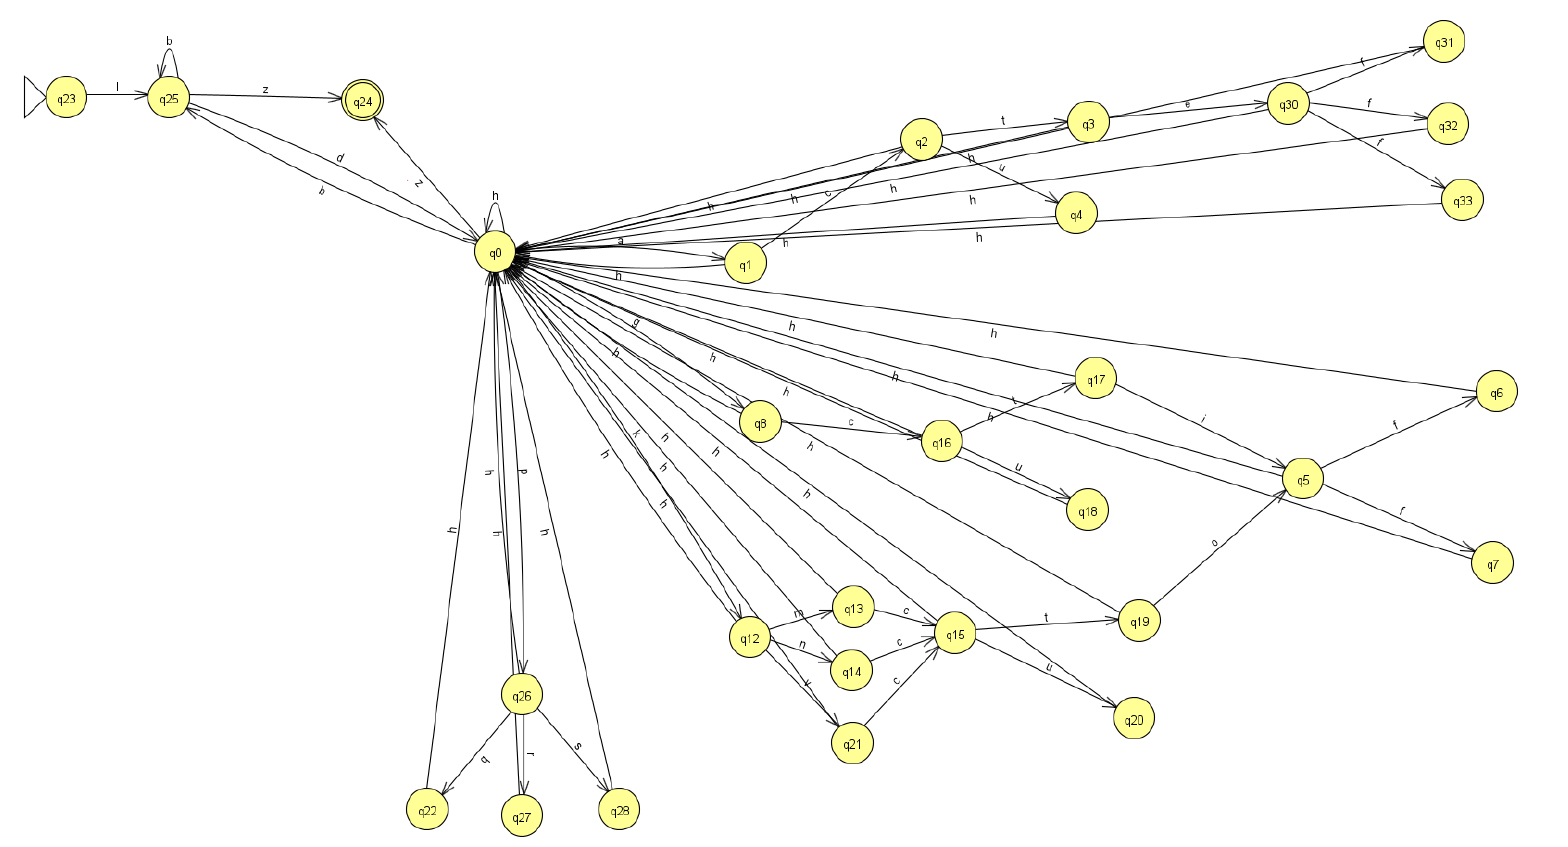 q31
b
f
l
q23
q25
z
q24
e
q30
f
q32
t
q3
q2
f
d
h
u
z
b
h
c
h
h
q33
h
h
q4
a
h
h
q0
q1
h
g
h
h
h
h
h
t
q17
q6
h
h
i
f
q8
c
q16
k
h
h
h
u
q5
h
h
p
h
h
q18
f
h
h
h
o
q7
q13
m
c
t
q19
q12
n
c
q15
u
q14
v
c
q26
q20
q21
q
r
s
q22
q27
q28